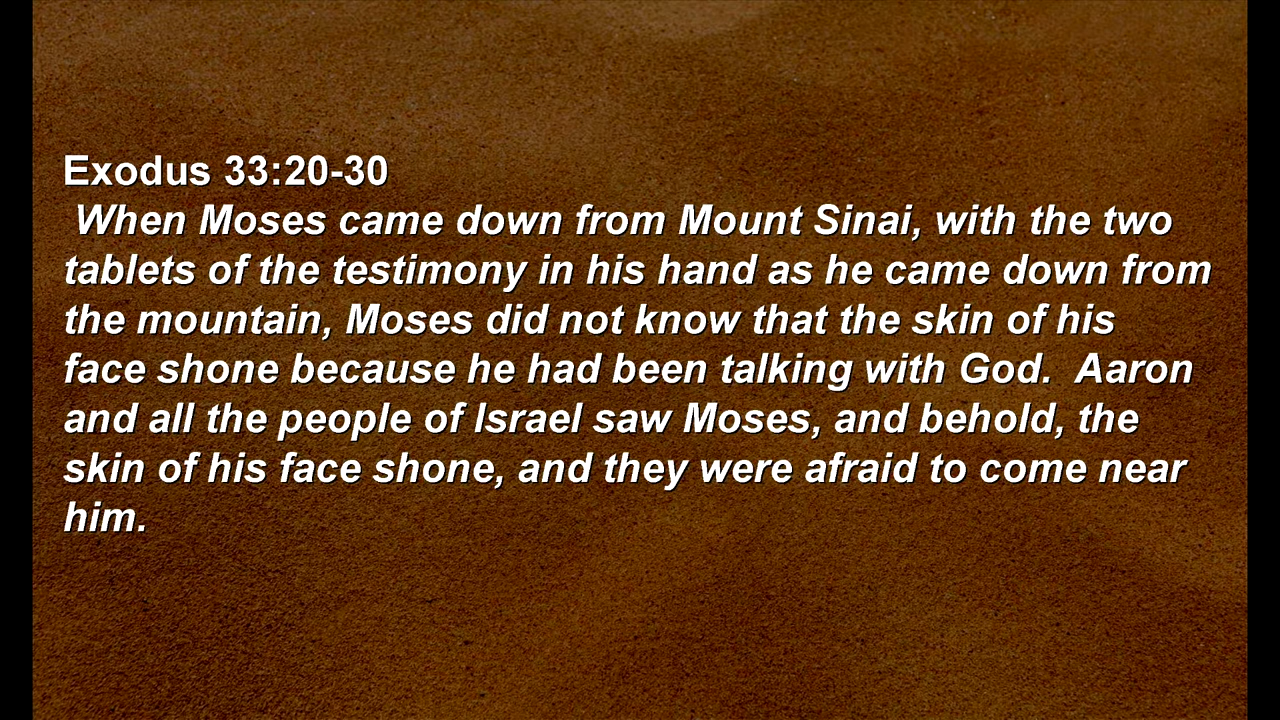 Exodus 33:20-30
When Moses came down from Mount Sinai, with the two
tablets of the testimony in his hand as he came down from
the mountain, Moses did not know that the skin of his
face shone because he had been talking with God.  Aaron
and all the people of Israel saw Moses, and behold, the
skin of his face shone, and they were afraid to come near
him.